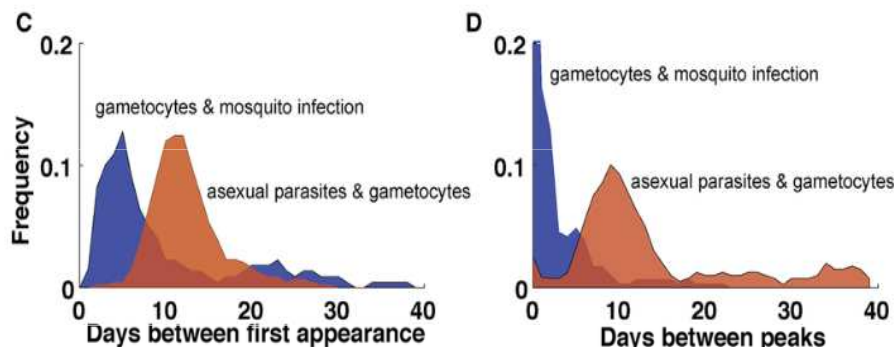 C
0.2
gametocytes & mosquito infection
0.1
asexual parasites & gametocytes
Frequency
0
0 10 20 30 40
Days between first appearance
D
0.2
gametocytes & mosquito infection
0.1
asexual parasites & gametocytes
0
0 10 20 30 40
Days between peaks